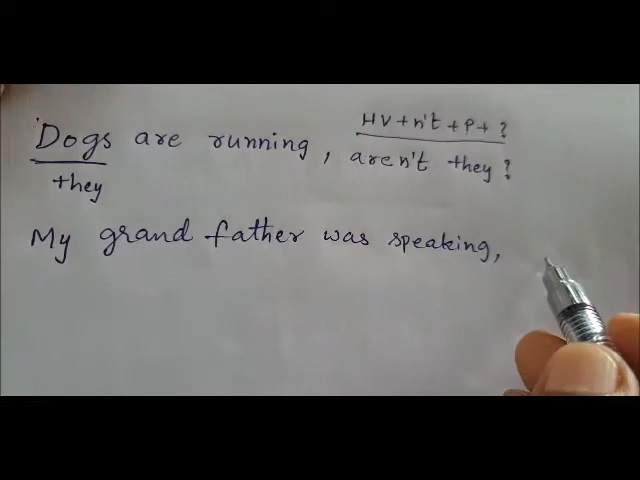 HV + n't + P + ?
Dogs are running, aren't they?
they
My grand father was speaking,